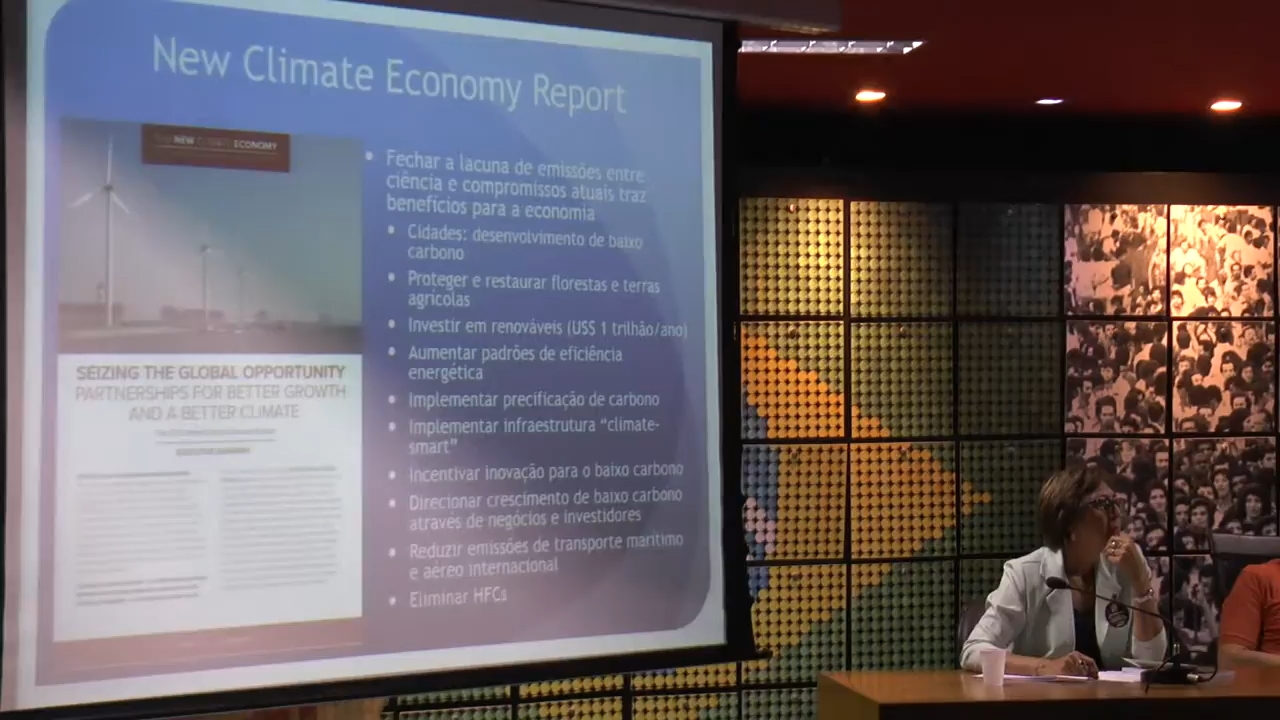 New Climate Economy Report
NEW CLIMATE ECONOMY
SEIZING THE GLOBAL OPPORTUNITY
PARTNERSHIPS FOR BETTER GROWTH
AND A BETTER CLIMATE
• Fechar a lacuna de emissões entre
ciência e compromissos atuais traz
benefícios para a economia
• Cidades: desenvolvimento de baixo
carbono
• Proteger e restaurar florestas e terras
agrícolas
• Investir em renováveis (US$ 1 trilhão/ano)
• Aumentar padrões de eficiência
energética
• Implementar precificação de carbono
• Implementar infraestrutura “climate-
smart”
• Incentivar inovação para o baixo carbono
• Direcionar crescimento de baixo carbono
através de negócios e investidores
• Reduzir emissões de transporte marítimo
e aéreo internacional
• Eliminar HFCs